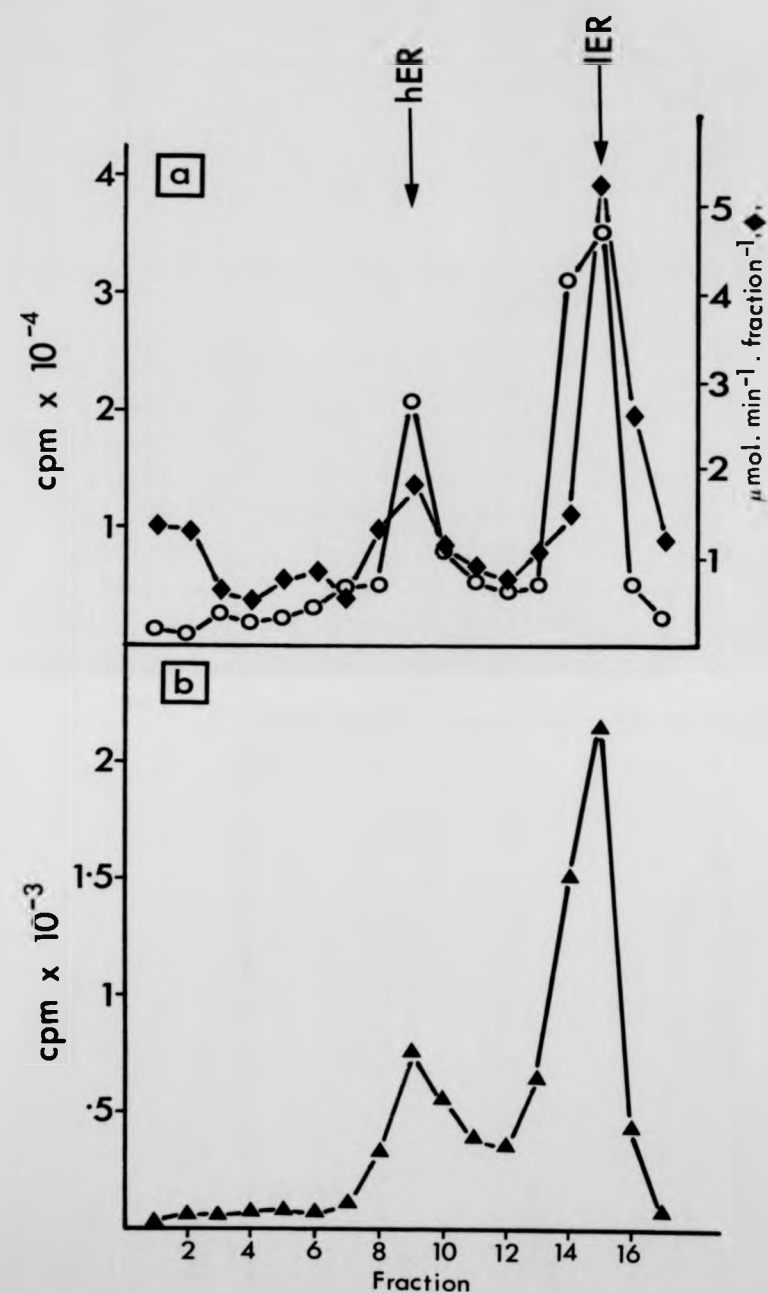 hER
lER
a
4
3
2
1
cpm x 10⁻⁴
5
4
3
2
1
μmol. min⁻¹. fraction⁻¹, ◆,
b
2
1·5
1
·5
cpm x 10⁻³
2 4 6 8 10 12 14 16
Fraction